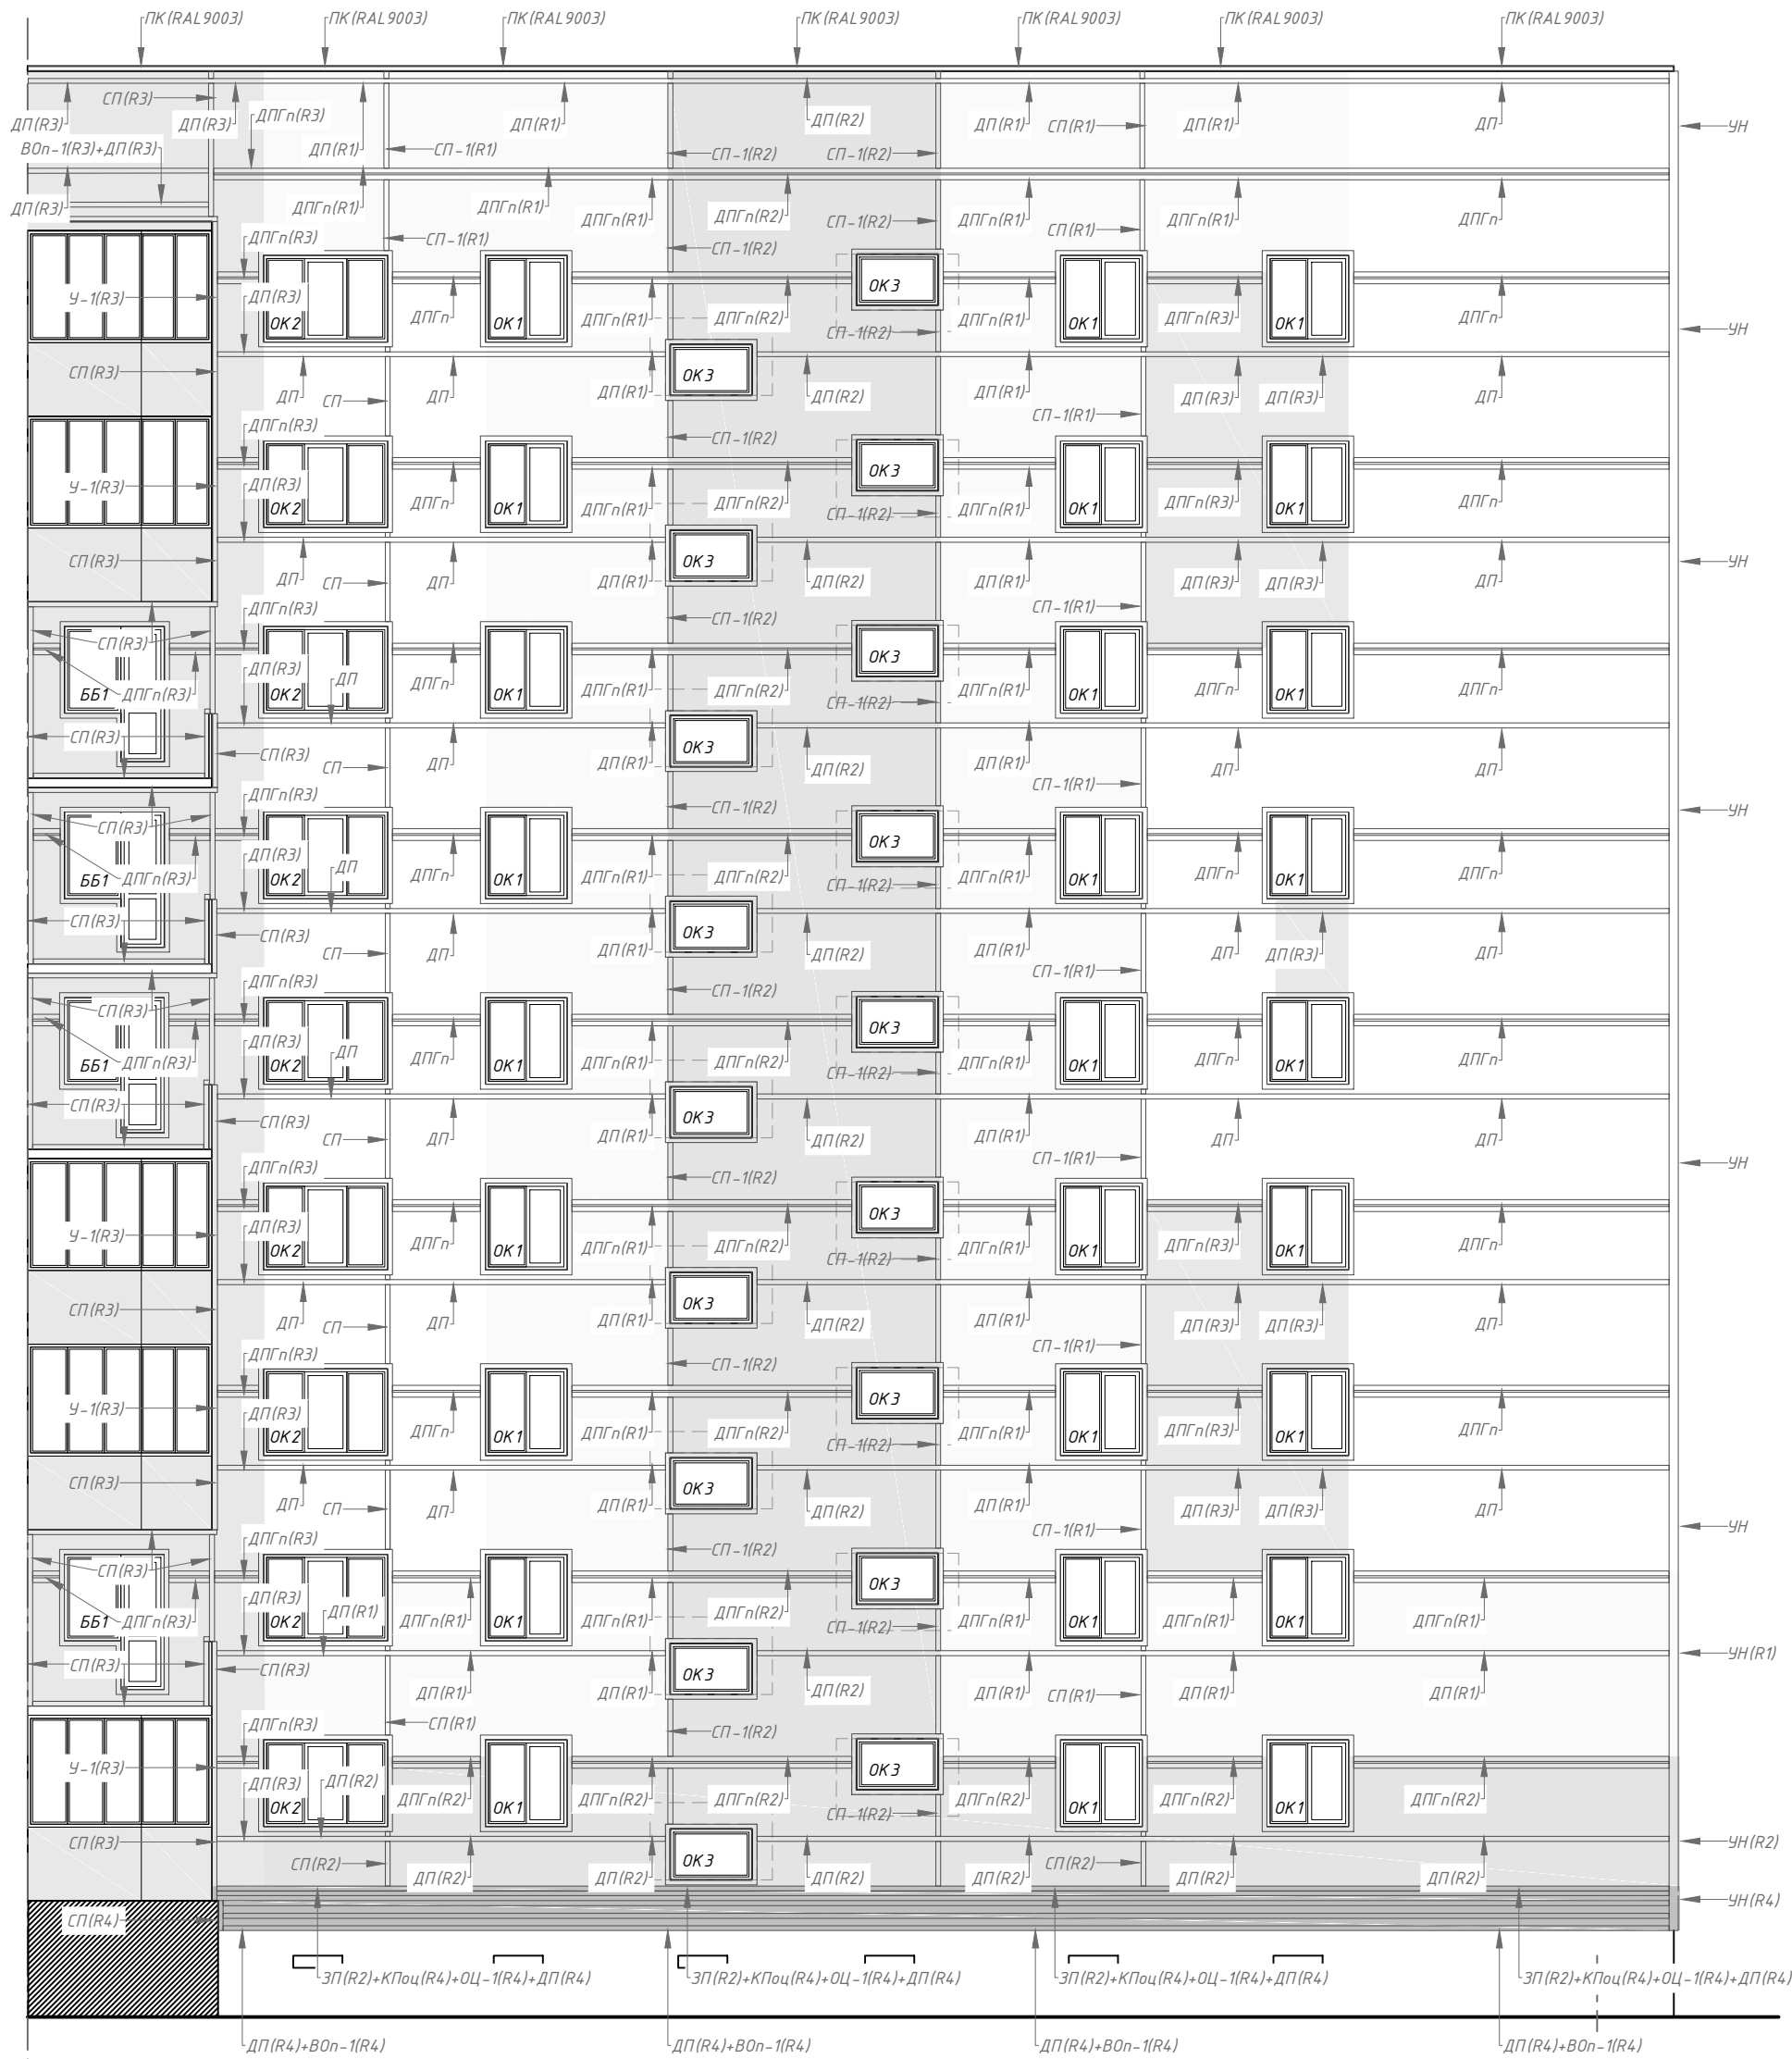 ПК(RAL9003) ПК(RAL9003) ПК(RAL9003) ПК(RAL9003) ПК(RAL9003) ПК(RAL9003) ПК(RAL9003)
СП(R3) ДПГп(R3)
ДП(R3) ДП(R3) ДП(R1) ДП(R2) ДП(R1) СП(R1) ДП(R1) ДП УН
ВОп-1(R3)+ДП(R3) ДП(R1) СП-1(R1) СП-1(R2) СП-1(R2)
ДП(R3) ДПГп(R1) ДПГп(R1) ДПГп(R1) ДПГп(R2) СП-1(R2) ДПГп(R1) СП(R1) ДПГп(R1) ДПГп
ДПГп(R3) СП-1(R1) СП-1(R2)
У-1(R3) ДП(R3) ОК3
ОК2 ДПГп ОК1 ДПГп(R1) ДПГп(R2) СП-1(R2) ДПГп(R1) ОК1 ДПГп(R3) ОК1 ДПГп УН
СП(R3) ОК3
ДП СП ДП ДП(R1) ДП(R2) ДП(R1) СП-1(R1) ДП(R3) ДП(R3) ДП
ДПГп(R3) СП-1(R2)
У-1(R3) ДП(R3) ОК3
ОК2 ДПГп ОК1 ДПГп(R1) ДПГп(R2) СП-1(R2) ДПГп(R1) ОК1 ДПГп(R3) ОК1 ДПГп
СП(R3) ОК3 УН
ДП СП ДП ДП(R1) ДП(R2) ДП(R1) СП-1(R1) ДП(R3) ДП(R3) ДП
ДПГп(R3) СП-1(R2)
СП(R3) ДП(R3) ДП ОК3
ББ1 ДПГп(R3) ОК2 ДПГп ОК1 ДПГп(R1) ДПГп(R2) СП-1(R2) ДПГп(R1) ОК1 ДПГп ОК1 ДПГп
СП(R3) СП(R3) ОК3
СП ДП ДП(R1) ДП(R2) ДП(R1) СП-1(R1) ДП ДП
ДПГп(R3) СП-1(R2) УН
СП(R3) ДП(R3) ДП ОК3
ББ1 ДПГп(R3) ОК2 ДПГп ОК1 ДПГп(R1) ДПГп(R2) СП-1(R2) ДПГп(R1) ОК1 ДПГп ОК1 ДПГп
СП(R3) СП(R3) ОК3
СП ДП ДП(R1) ДП(R2) ДП(R1) СП-1(R1) ДП ДП(R3) ДП
ДПГп(R3) СП-1(R2)
СП(R3) ДП(R3) ДП ОК3
ББ1 ДПГп(R3) ОК2 ДПГп ОК1 ДПГп(R1) ДПГп(R2) СП-1(R2) ДПГп(R1) ОК1 ДПГп ОК1 ДПГп
СП(R3) СП(R3) ОК3
СП ДП ДП(R1) ДП(R2) ДП(R1) СП-1(R1) ДП ДП УН
ДПГп(R3) СП-1(R2)
У-1(R3) ДП(R3) ОК3
ОК2 ДПГп ОК1 ДПГп(R1) ДПГп(R2) СП-1(R2) ДПГп(R1) ОК1 ДПГп(R3) ОК1 ДПГп
СП(R3) ОК3
ДП СП ДП ДП(R1) ДП(R2) ДП(R1) СП-1(R1) ДП(R3) ДП(R3) ДП
ДПГп(R3) СП-1(R2)
У-1(R3) ДП(R3) ОК3
ОК2 ДПГп ОК1 ДПГп(R1) ДПГп(R2) СП-1(R2) ДПГп(R1) ОК1 ДПГп(R3) ОК1 ДПГп
СП(R3) ОК3
ДП СП ДП ДП(R1) ДП(R2) ДП(R1) СП-1(R1) ДП(R3) ДП(R3) ДП УН
ДПГп(R3) СП-1(R2)
СП(R3) ДП(R3) ДП(R1) ОК3
ББ1 ДПГп(R3) ОК2 ДПГп(R1) ОК1 ДПГп(R1) ДПГп(R2) СП-1(R2) ДПГп(R1) ОК1 ДПГп(R1) ОК1 ДПГп(R1)
СП(R3) СП(R3) ОК3 УН(R1)
ДП(R1) ДП(R1) ДП(R2) ДП(R1) СП(R1) ДП(R1) ДП(R1)
ДПГп(R3) СП(R1) СП-1(R2)
У-1(R3) ДП(R3) ДП(R2) ОК3
ОК2 ДПГп(R2) ОК1 ДПГп(R2) ДПГп(R2) СП-1(R2) ДПГп(R2) ОК1 ДПГп(R2) ОК1 ДПГп(R2)
СП(R3) УН(R2)
СП(R2) ДП(R2) ДП(R2) ОК3 ДП(R2) ДП(R2) СП(R2) ДП(R2) ДП(R2)
СП(R4) УН(R4)
ЗП(R2)+КПоц(R4)+ОЦ-1(R4)+ДП(R4) ЗП(R2)+КПоц(R4)+ОЦ-1(R4)+ДП(R4) ЗП(R2)+КПоц(R4)+ОЦ-1(R4)+ДП(R4) ЗП(R2)+КПоц(R4)+ОЦ-1(R4)+ДП(R4)
ДП(R4)+ВОп-1(R4) ДП(R4)+ВОп-1(R4) ДП(R4)+ВОп-1(R4) ДП(R4)+ВОп-1(R4)